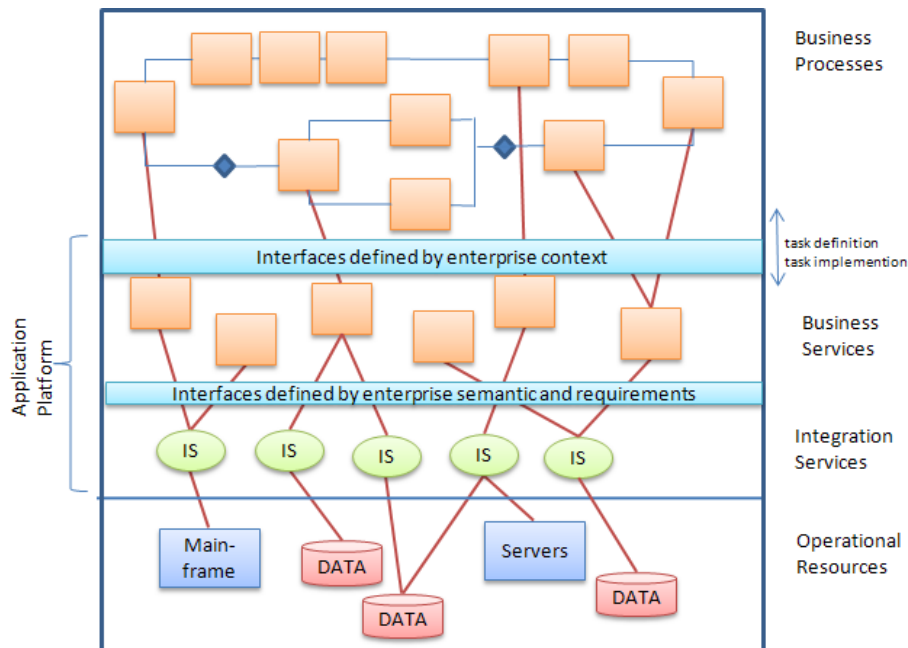 Business
Processes
Interfaces defined by enterprise context
task definition
task implemention
Application
Platform
Business
Services
Interfaces defined by enterprise semantic and requirements
IS
IS
IS
IS
IS
Integration
Services
Main-
frame
DATA
DATA
Servers
DATA
Operational
Resources